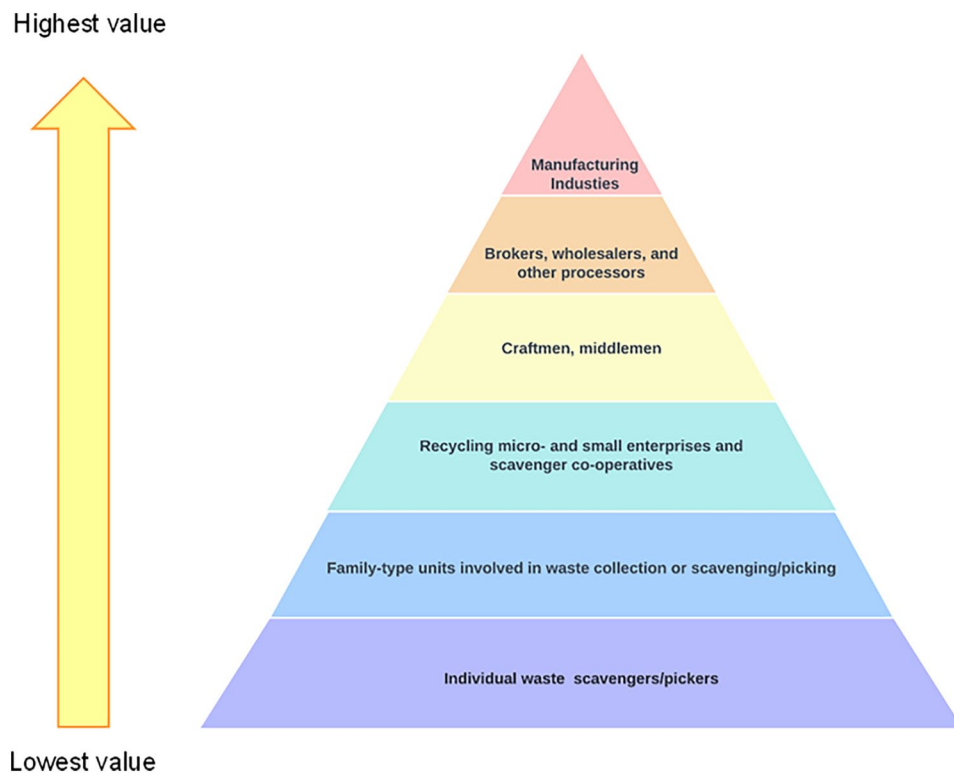 Highest value
Manufacturing
Industies
Brokers, wholesalers, and
other processors
Craftmen, middlemen
Recycling micro- and small enterprises and
scavenger co-operatives
Family-type units involved in waste collection or scavenging/picking
Individual waste scavengers/pickers
Lowest value